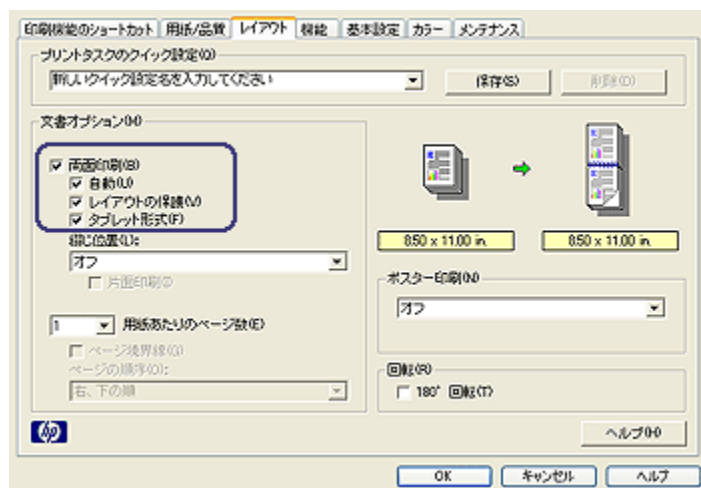 印刷機能のショートカット 用紙/品質 レイアウト 機能 基本設定 カラー メンテナンス
プリントタスクのクイック設定(Q)
新しいクイック設定名を入力してください
保存(S)
削除(D)
文書オプション(M)
両面印刷(B)
自動(U)
レイアウトの保護(V)
タブレット形式(F)
綴じ位置(L):
オフ
片面印刷(I)
1 用紙あたりのページ数(E)
ページ境界線(G)
ページの順序(O):
右、下の順
8.50 x 11.00 in.
8.50 x 11.00 in.
ポスター印刷(N)
オフ
回転(R)
180° 回転(T)
hp
ヘルプ(H)
OK
キャンセル
ヘルプ